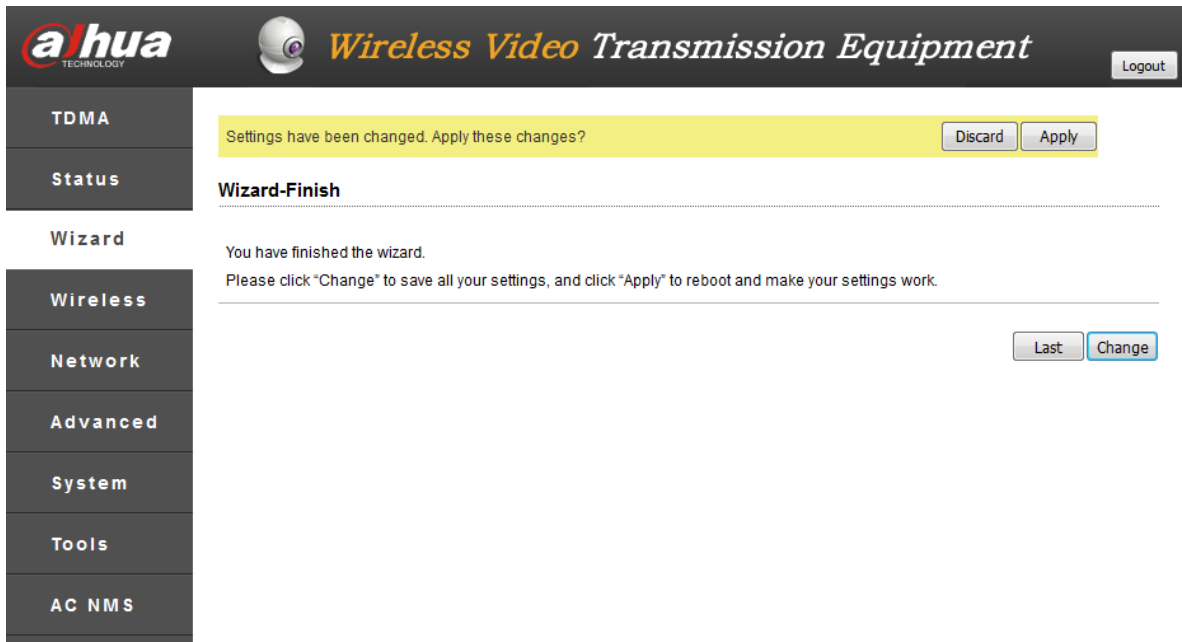 alhua
TECHNOLOGY
Wireless Video Transmission Equipment
Logout
TDMA
Status
Wizard
Wireless
Network
Advanced
System
Tools
AC NMS
Settings have been changed. Apply these changes?
Discard
Apply
Wizard-Finish
You have finished the wizard.
Please click “Change” to save all your settings, and click “Apply” to reboot and make your settings work.
Last
Change